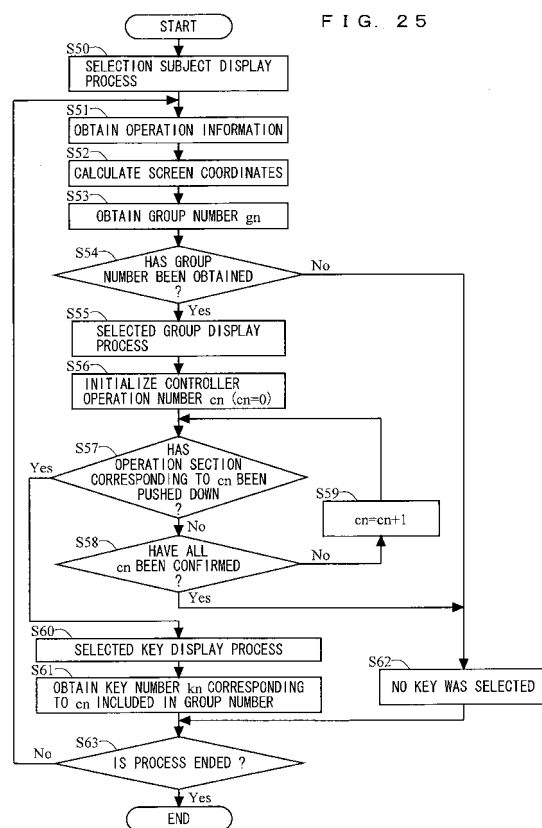 FIG. 25
START
S50
SELECTION SUBJECT DISPLAY
PROCESS
S51
OBTAIN OPERATION INFORMATION
S52
CALCULATE SCREEN COORDINATES
S53
OBTAIN GROUP NUMBER gn
S54
HAS GROUP
NUMBER BEEN OBTAINED
?
No
Yes
S55
SELECTED GROUP DISPLAY
PROCESS
S56
INITIALIZE CONTROLLER
OPERATION NUMBER cn (cn=0)
S57
HAS
OPERATION SECTION
CORRESPONDING TO cn BEEN
PUSHED DOWN
?
Yes
No
S59
cn=cn+1
S58
HAVE ALL
cn BEEN CONFIRMED
?
No
Yes
S60
SELECTED KEY DISPLAY PROCESS
S61
OBTAIN KEY NUMBER kn CORRESPONDING
TO cn INCLUDED IN GROUP NUMBER
S62
NO KEY WAS SELECTED
S63
IS PROCESS ENDED ?
No
Yes
END